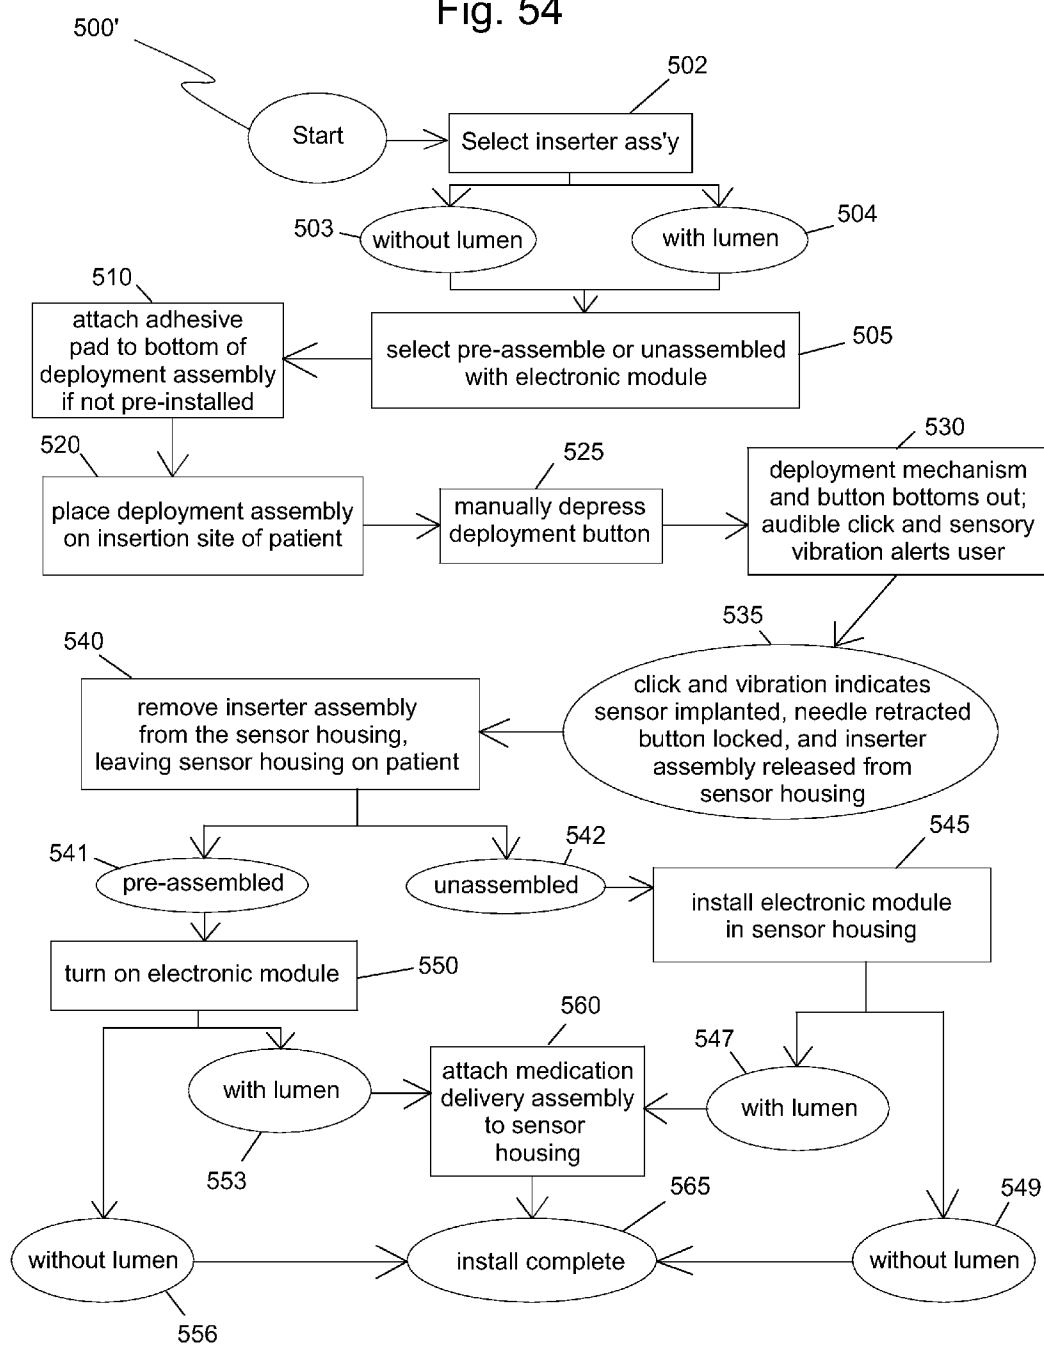 Fig. 54
500'
502
Start
Select inserter ass'y
503
without lumen
with lumen
504
510
attach adhesive
pad to bottom of
deployment assembly
if not pre-installed
select pre-assemble or unassembled
with electronic module
505
520
place deployment assembly
on insertion site of patient
525
manually depress
deployment button
530
deployment mechanism
and button bottoms out;
audible click and sensory
vibration alerts user
535
click and vibration indicates
sensor implanted, needle retracted
button locked, and inserter
assembly released from
sensor housing
540
remove inserter assembly
from the sensor housing,
leaving sensor housing on patient
541
pre-assembled
542
unassembled
545
install electronic module
in sensor housing
turn on electronic module
550
560
attach medication
delivery assembly
to sensor
housing
with lumen
553
547
with lumen
without lumen
556
565
install complete
549
without lumen